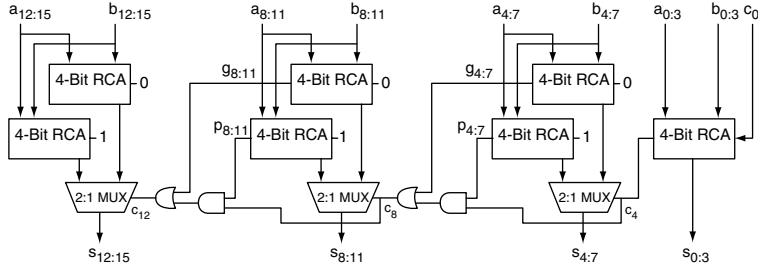 a12:15 b12:15 a8:11 b8:11 a4:7 b4:7 a0:3 b0:3 c0
4-Bit RCA 0 g8:11 4-Bit RCA 0 g4:7 4-Bit RCA 0
4-Bit RCA 1 p8:11 4-Bit RCA 1 p4:7 4-Bit RCA 1 4-Bit RCA
2:1 MUX c12 2:1 MUX c8 2:1 MUX c4
s12:15 s8:11 s4:7 s0:3